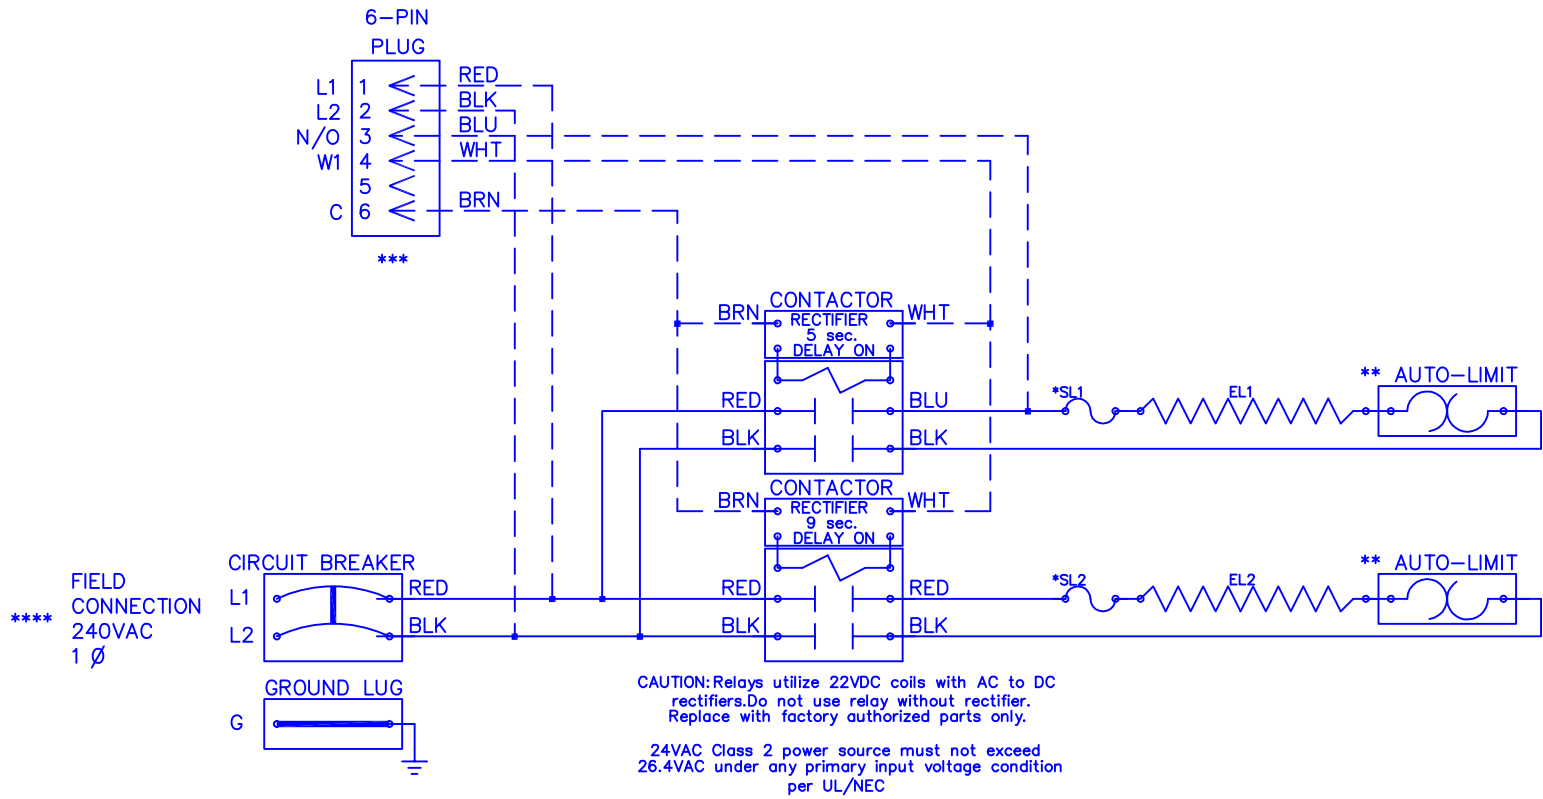 6-PIN
PLUG
L1 1 RED
L2 2 BLK
N/O 3 BLU
W1 4 WHT
5
C 6 BRN
***
CONTACTOR
BRN RECTIFIER WHT
5 sec.
DELAY ON
RED BLU *SL1 EL1 ** AUTO-LIMIT
BLK BLK
CONTACTOR
BRN RECTIFIER WHT
9 sec.
DELAY ON
RED RED *SL2 EL2 ** AUTO-LIMIT
BLK BLK
CIRCUIT BREAKER
L1 RED
L2 BLK
**** FIELD
CONNECTION
240VAC
1 Ø
GROUND LUG
G
CAUTION:Relays utilize 22VDC coils with AC to DC
rectifiers.Do not use relay without rectifier.
Replace with factory authorized parts only.
24VAC Class 2 power source must not exceed
26.4VAC under any primary input voltage condition
per UL/NEC